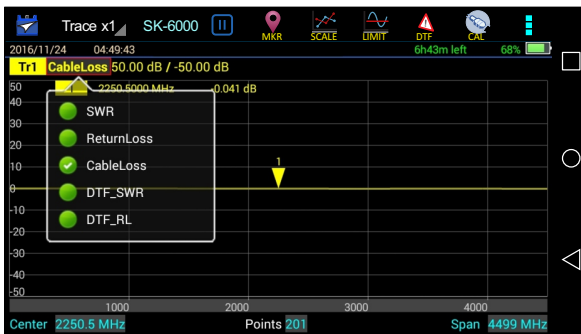 Trace x1 SK-6000
MKR SCALE LIMIT DTF CAL
2016/11/24 04:49:43 6h43m left 68%
Tr1 CableLoss 50.00 dB / -50.00 dB
50 1 2250.5000 MHz -0.041 dB
40
SWR
30
ReturnLoss
20
CableLoss
10 1
DTF_SWR
0
DTF_RL
-10
-20
-30
-40
-50
1000 2000 3000 4000
Center 2250.5 MHz Points 201 Span 4499 MHz